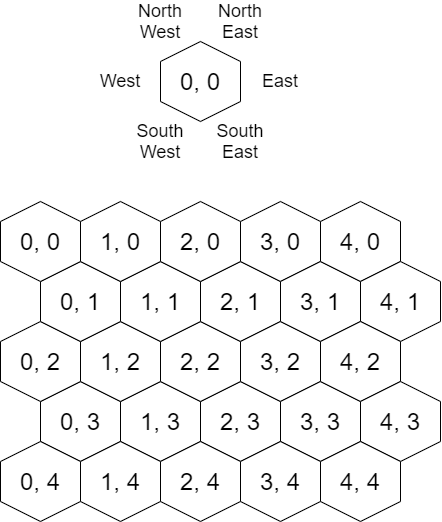 North North
West East
West 0, 0 East
South South
West East
0, 0 1, 0 2, 0 3, 0 4, 0
0, 1 1, 1 2, 1 3, 1 4, 1
0, 2 1, 2 2, 2 3, 2 4, 2
0, 3 1, 3 2, 3 3, 3 4, 3
0, 4 1, 4 2, 4 3, 4 4, 4